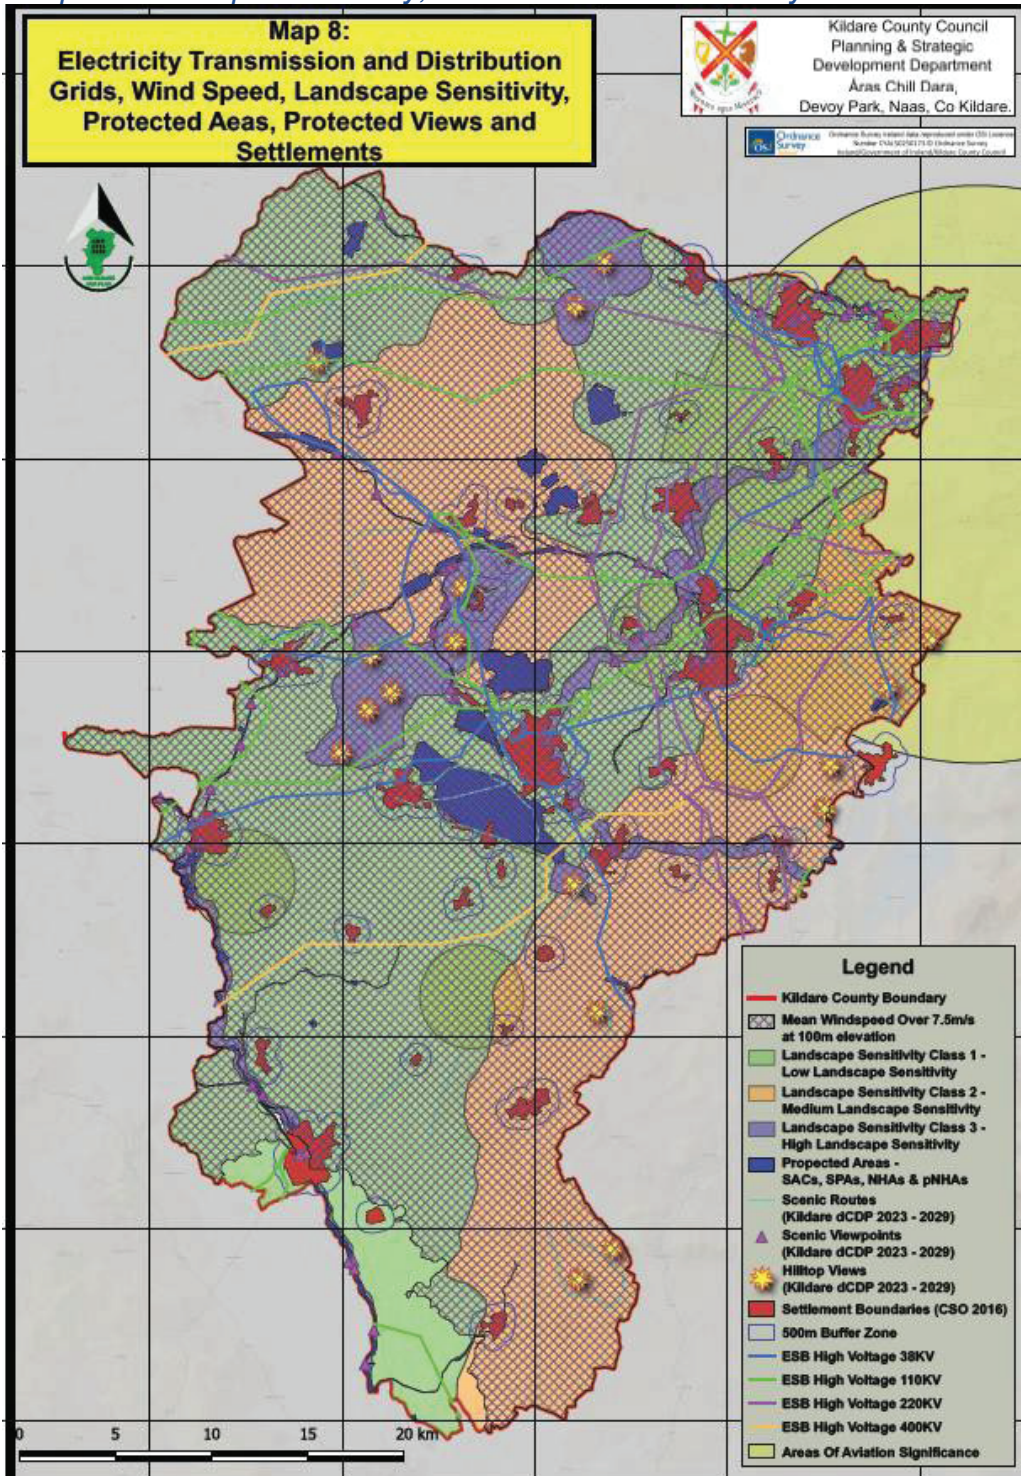 Map 8:
Electricity Transmission and Distribution
Grids, Wind Speed, Landscape Sensitivity,
Protected Aeas, Protected Views and
Settlements
Kildare County Council
Planning & Strategic
Development Department
Áras Chill Dara,
Devoy Park, Naas, Co Kildare.
Ordnance
Survey
Legend
Kildare County Boundary
Mean Windspeed Over 7.5m/s
at 100m elevation
Landscape Sensitivity Class 1 -
Low Landscape Sensitivity
Landscape Sensitivity Class 2 -
Medium Landscape Sensitivity
Landscape Sensitivity Class 3 -
High Landscape Sensitivity
Propected Areas -
SACs, SPAs, NHAs & pNHAs
Scenic Routes
(Kildare dCDP 2023 - 2029)
Scenic Viewpoints
(Kildare dCDP 2023 - 2029)
Hilltop Views
(Kildare dCDP 2023 - 2029)
Settlement Boundaries (CSO 2016)
500m Buffer Zone
ESB High Voltage 38KV
ESB High Voltage 110KV
ESB High Voltage 220KV
ESB High Voltage 400KV
Areas Of Aviation Significance
0 5 10 15 20 km